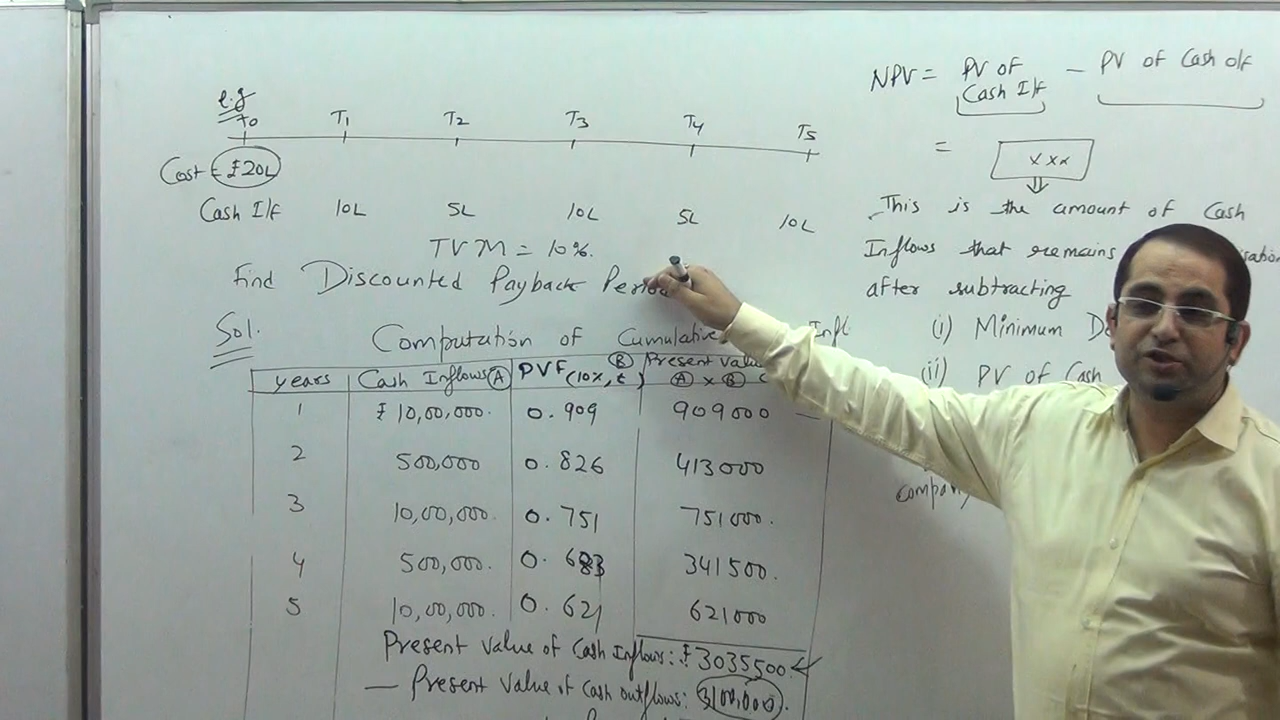 e.g
T0 T1 T2 T3 T4 T5
Cost = ₹20L
Cash I/f 10L 5L 10L 5L 10L
TVM = 10%.
Find Discounted Payback Period
Sol.
Computation of Cumulative Infl
years Cash Inflows (A) PVF(10%, t) (B) Present Value (A) x (B)
1 ₹ 10,00,000. 0.909 909000
2 500,000 0.826 413000
3 10,00,000. 0.751 751000.
4 500,000. 0.683 341500.
5 10,00,000. 0.621 621000
Present Value of Cash Inflows: ₹ 3035500
— Present Value of Cash outflows: 3100,000.
NPV = PV of Cash I/f − PV of Cash o/f
= xxx
This is the amount of Cash
Inflows that remains
after subtracting
(i) Minimum
(ii) PV of Cash
company